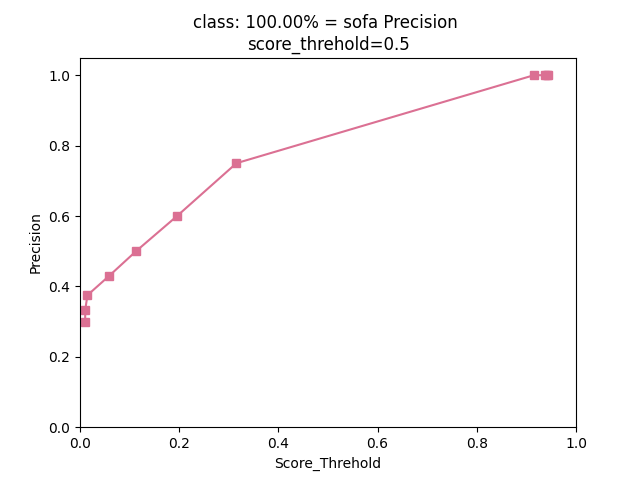 class: 100.00% = sofa Precision
score_threhold=0.5
1.0
0.8
0.6
0.4
0.2
0.0
Precision
0.0 0.2 0.4 0.6 0.8 1.0
Score_Threhold